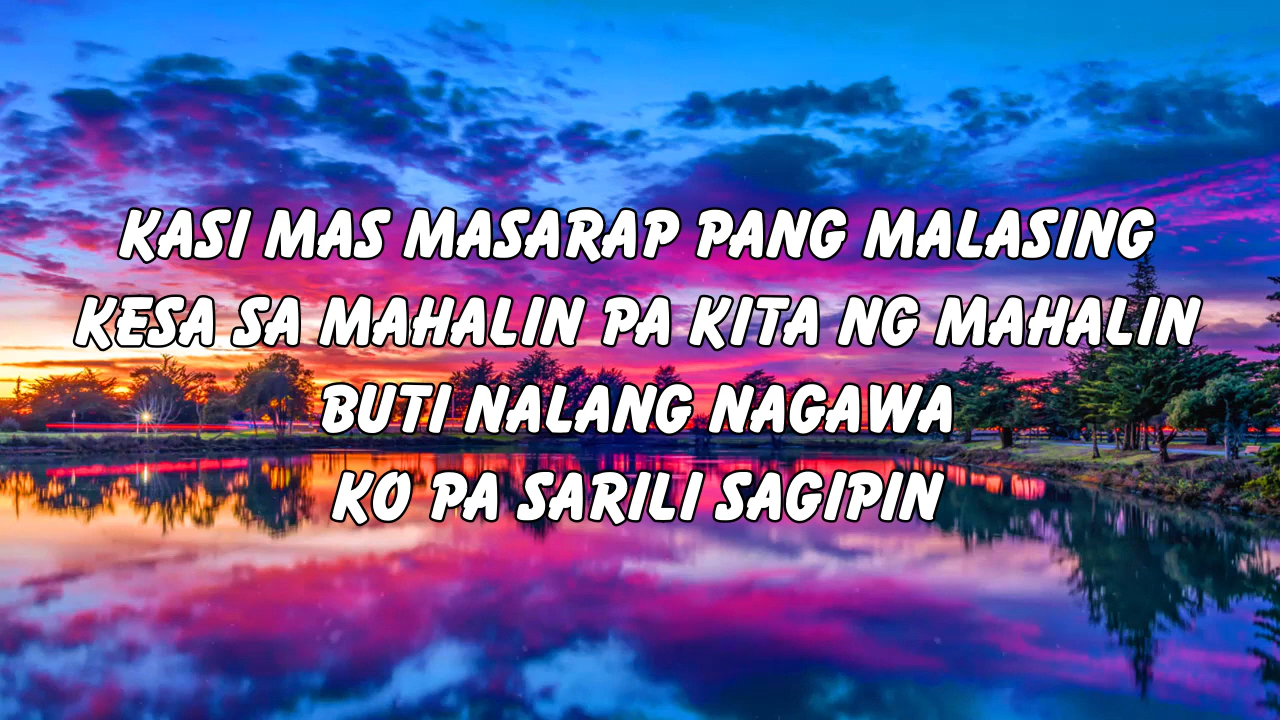 KASI MAS MASARAP PANG MALASING
KESA SA MAHALIN PA KITA NG MAHALIN
BUTI NALANG NAGAWA
KO PA SARILI SAGIPIN